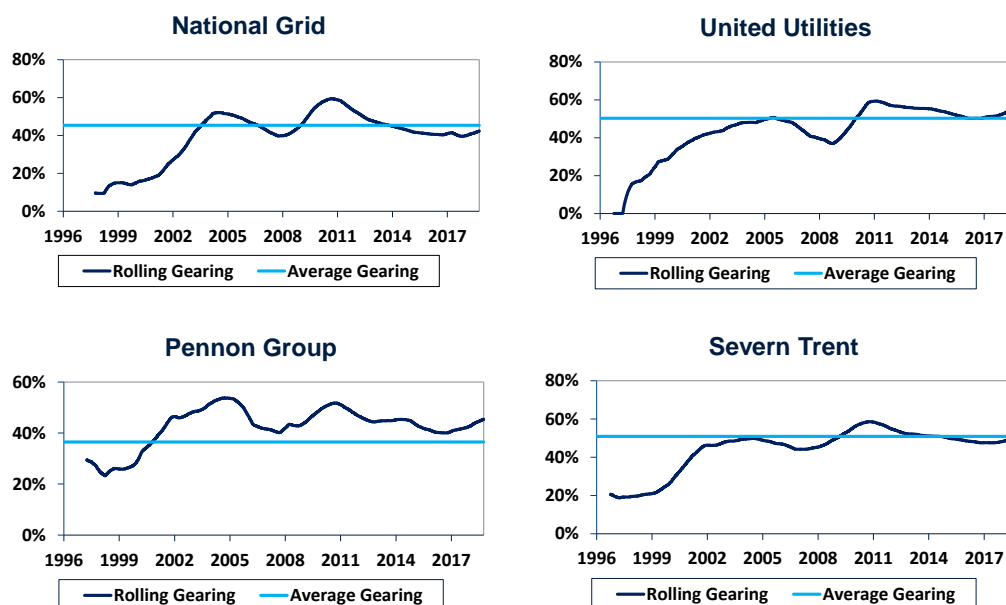 National Grid
80%
60%
40%
20%
0%
1996 1999 2002 2005 2008 2011 2014 2017
Rolling Gearing Average Gearing
United Utilities
80%
60%
40%
20%
0%
1996 1999 2002 2005 2008 2011 2014 2017
Rolling Gearing Average Gearing
Pennon Group
60%
40%
20%
0%
1996 1999 2002 2005 2008 2011 2014 2017
Rolling Gearing Average Gearing
Severn Trent
80%
60%
40%
20%
0%
1996 1999 2002 2005 2008 2011 2014 2017
Rolling Gearing Average Gearing